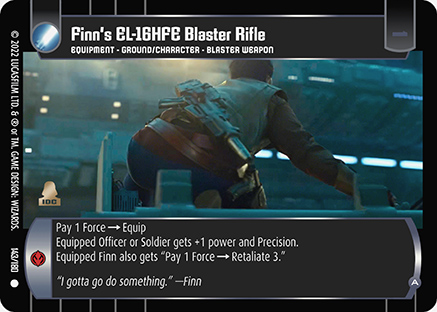 Finn's EL-16HFE Blaster Rifle
EQUIPMENT - GROUND/CHARACTER - BLASTER WEAPON
Pay 1 Force → Equip
Equipped Officer or Soldier gets +1 power and Precision.
Equipped Finn also gets "Pay 1 Force → Retaliate 3."
"I gotta go do something." —Finn
A
© 2022 LUCASFILM LTD. & ® or ™. GAME DESIGN: WIZARDS. 143/180